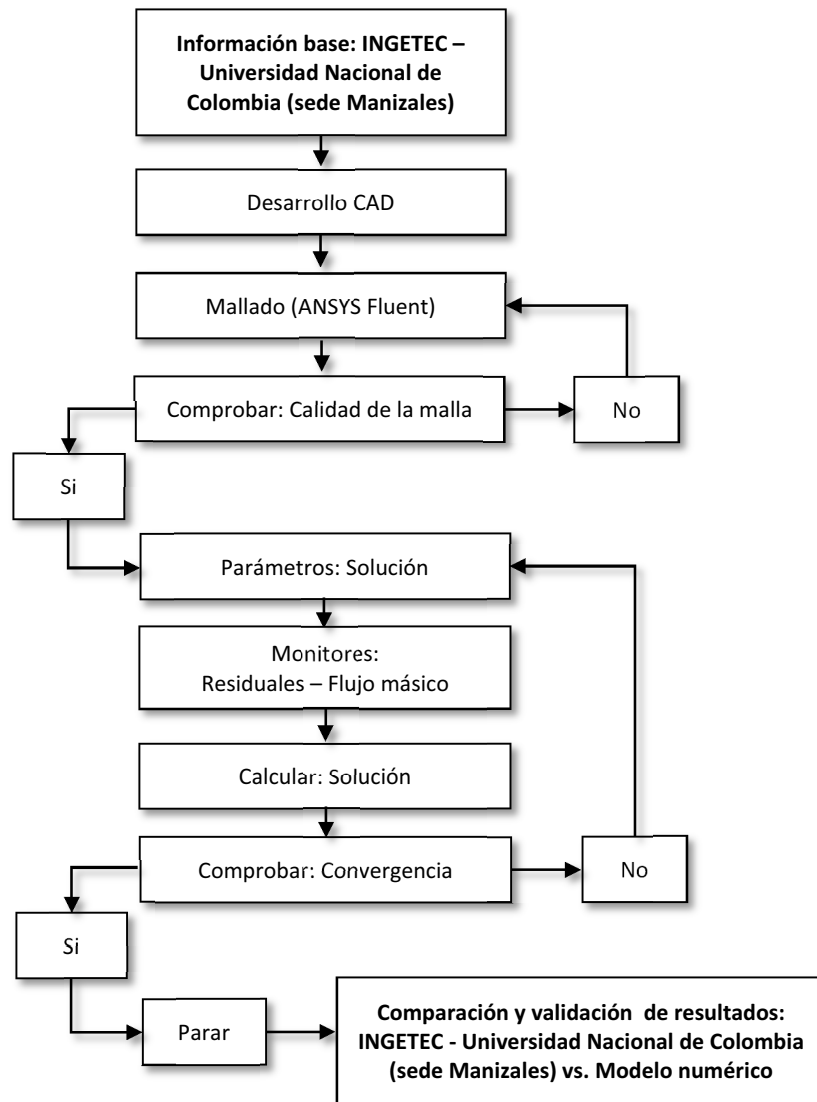 Información base: INGETEC –
Universidad Nacional de
Colombia (sede Manizales)
Desarrollo CAD
Mallado (ANSYS Fluent)
Comprobar: Calidad de la malla
No
Si
Parámetros: Solución
Monitores:
Residuales – Flujo másico
Calcular: Solución
Comprobar: Convergencia
No
Si
Parar
Comparación y validación de resultados:
INGETEC - Universidad Nacional de Colombia
(sede Manizales) vs. Modelo numérico